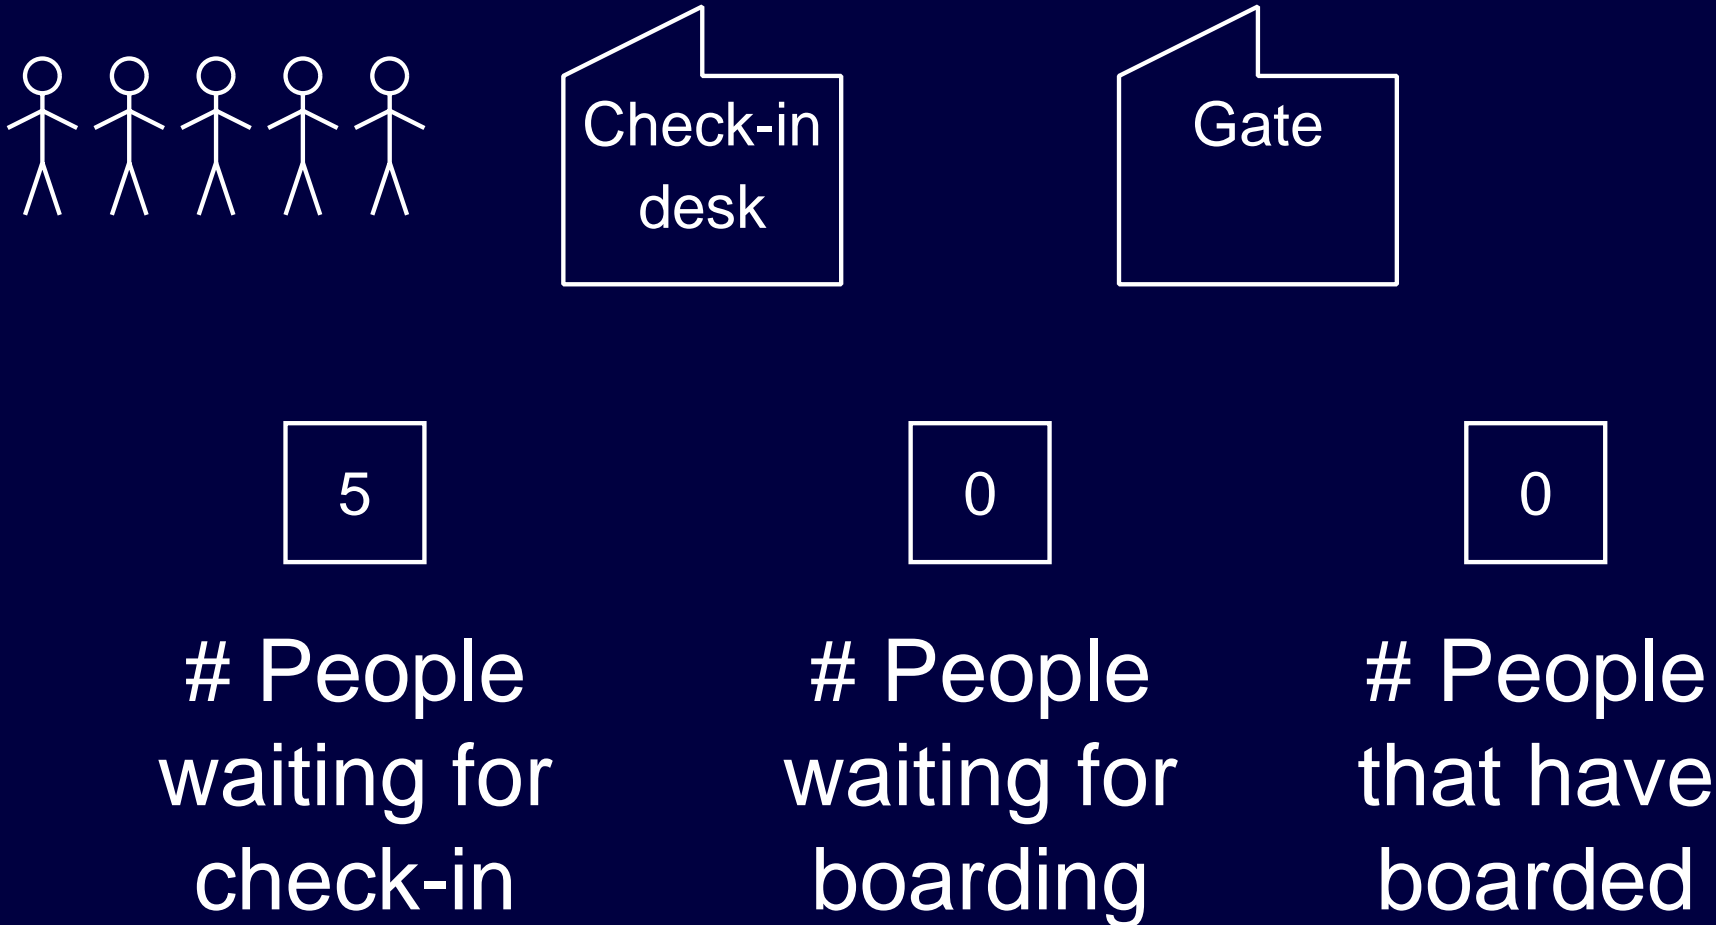 Check-in
desk
Gate
5
0
0
# People
waiting for
check-in
# People
waiting for
boarding
# People
that have
boarded